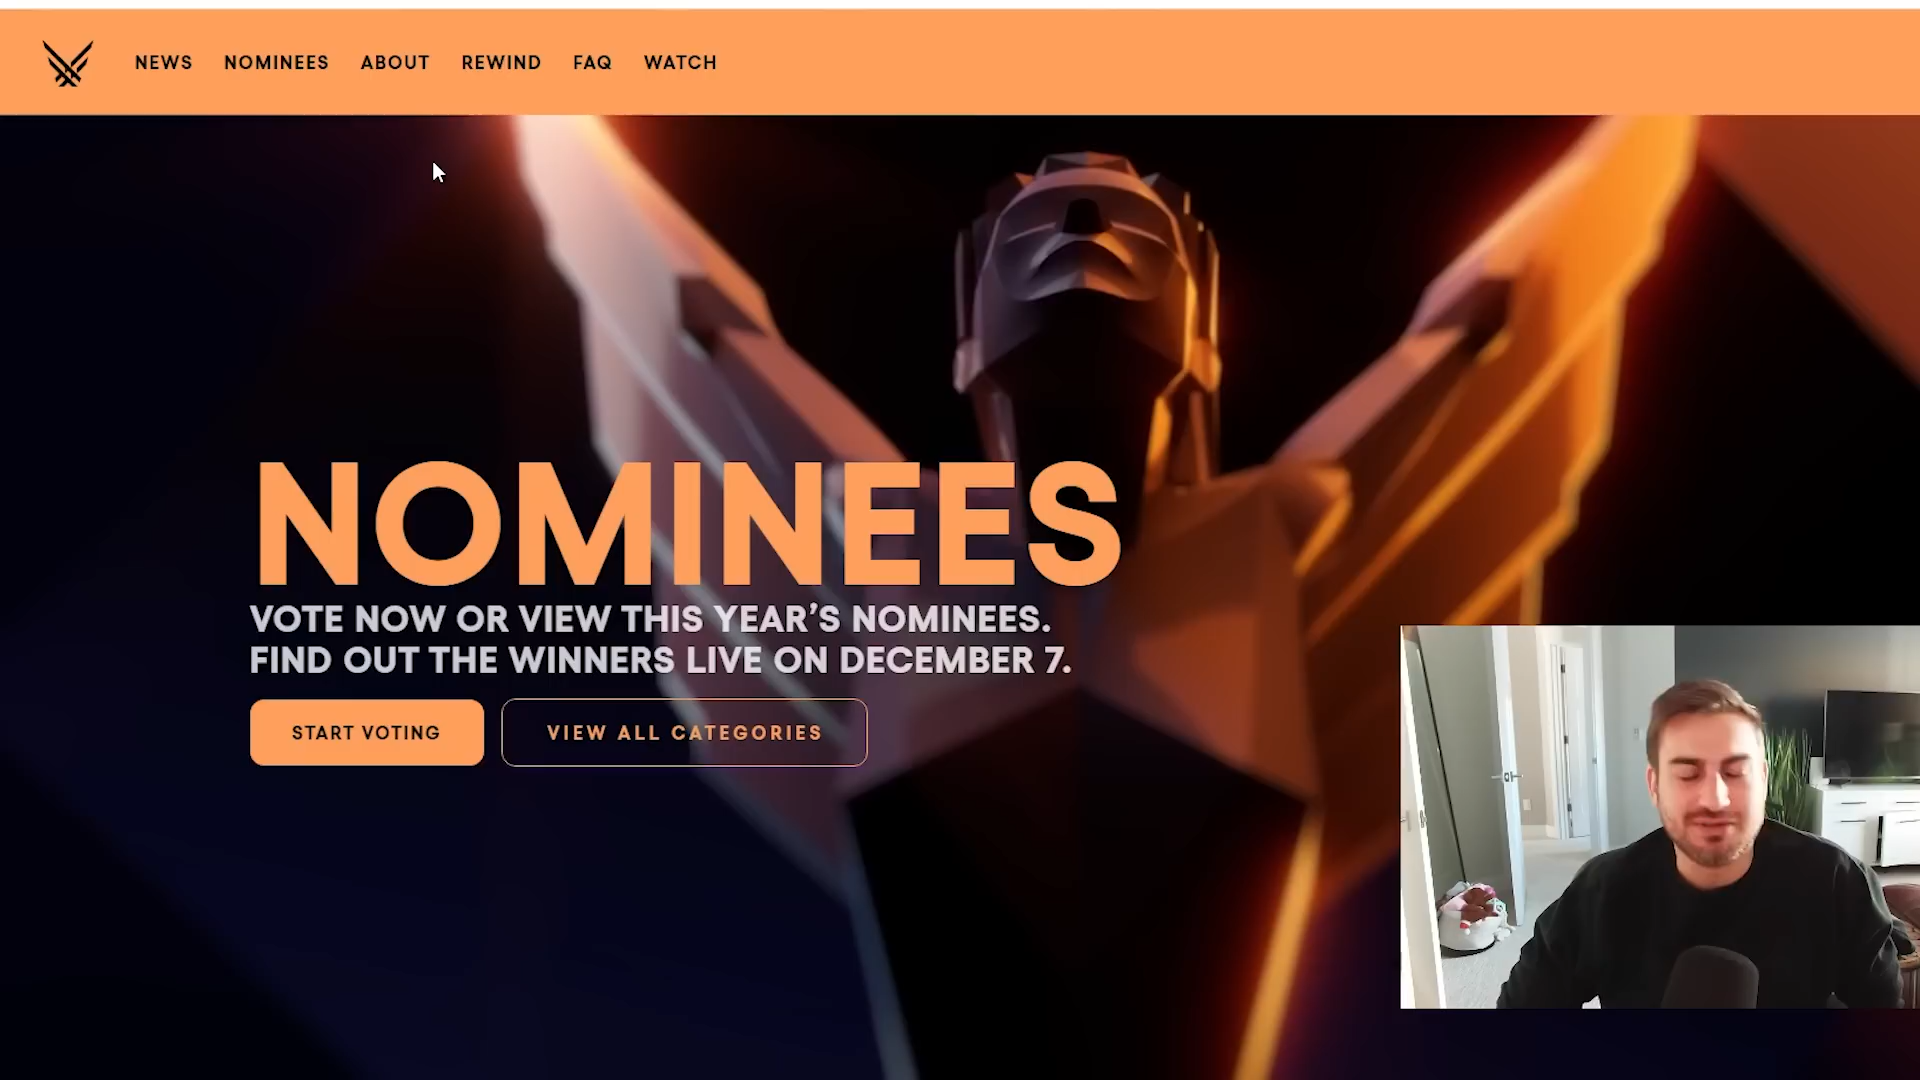 NEWS NOMINEES ABOUT REWIND FAQ WATCH
NOMINEES
VOTE NOW OR VIEW THIS YEAR’S NOMINEES.
FIND OUT THE WINNERS LIVE ON DECEMBER 7.
START VOTING VIEW ALL CATEGORIES